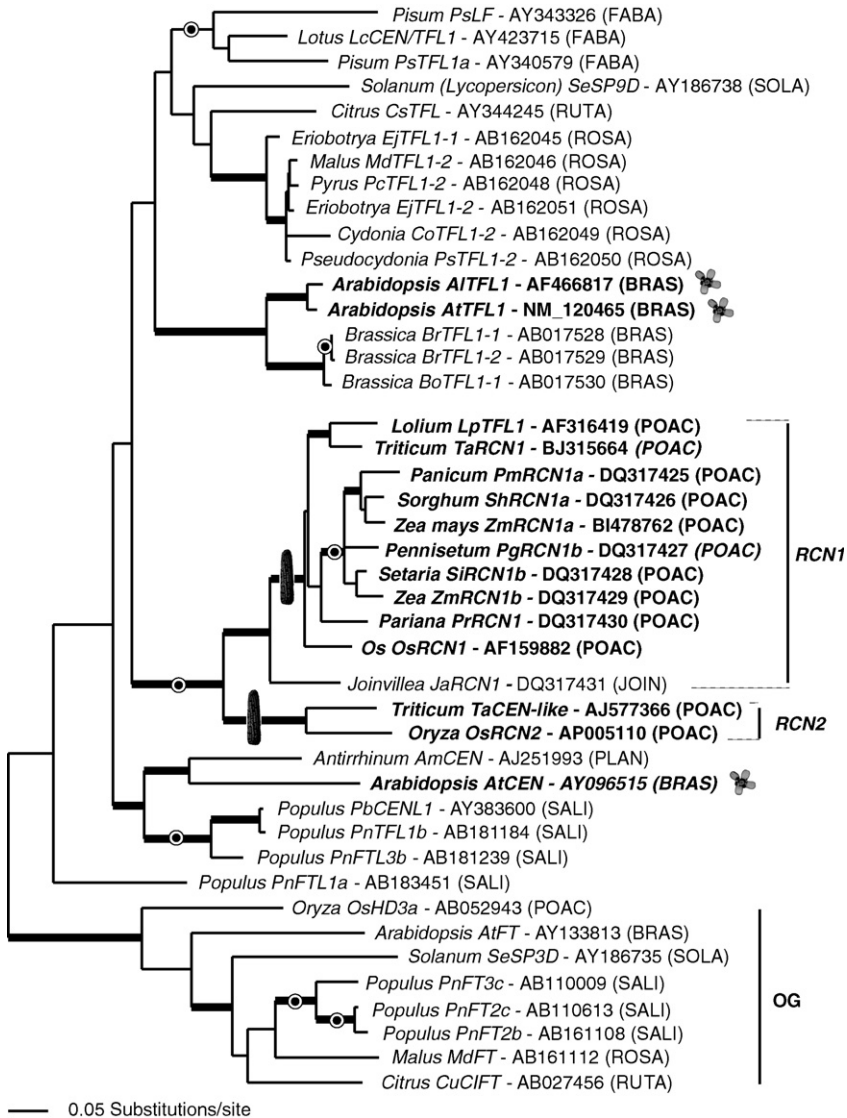 Pisum PsLF - AY343326 (FABA)
Lotus LcCEN/TFL1 - AY423715 (FABA)
Pisum PsTFL1a - AY340579 (FABA)
Solanum (Lycopersicon) SeSP9D - AY186738 (SOLA)
Citrus CsTFL - AY344245 (RUTA)
Eriobotrya EjTFL1-1 - AB162045 (ROSA)
Malus MdTFL1-2 - AB162046 (ROSA)
Pyrus PcTFL1-2 - AB162048 (ROSA)
Eriobotrya EjTFL1-2 - AB162051 (ROSA)
Cydonia CoTFL1-2 - AB162049 (ROSA)
Pseudocydonia PsTFL1-2 - AB162050 (ROSA)
Arabidopsis AlTFL1 - AF466817 (BRAS)
Arabidopsis AtTFL1 - NM_120465 (BRAS)
Brassica BrTFL1-1 - AB017528 (BRAS)
Brassica BrTFL1-2 - AB017529 (BRAS)
Brassica BoTFL1-1 - AB017530 (BRAS)
Lolium LpTFL1 - AF316419 (POAC)
Triticum TaRCN1 - BJ315664 (POAC)
Panicum PmRCN1a - DQ317425 (POAC)
Sorghum ShRCN1a - DQ317426 (POAC)
Zea mays ZmRCN1a - BI478762 (POAC)
Pennisetum PgRCN1b - DQ317427 (POAC)
RCN1
Setaria SiRCN1b - DQ317428 (POAC)
Zea ZmRCN1b - DQ317429 (POAC)
Pariana PrRCN1 - DQ317430 (POAC)
Os OsRCN1 - AF159882 (POAC)
Joinvillea JaRCN1 - DQ317431 (JOIN)
Triticum TaCEN-like - AJ577366 (POAC)
RCN2
Oryza OsRCN2 - AP005110 (POAC)
Antirrhinum AmCEN - AJ251993 (PLAN)
Arabidopsis AtCEN - AY096515 (BRAS)
Populus PbCENL1 - AY383600 (SALI)
Populus PnTFL1b - AB181184 (SALI)
Populus PnFTL3b - AB181239 (SALI)
Populus PnFTL1a - AB183451 (SALI)
Oryza OsHD3a - AB052943 (POAC)
Arabidopsis AtFT - AY133813 (BRAS)
Solanum SeSP3D - AY186735 (SOLA)
Populus PnFT3c - AB110009 (SALI)
OG
Populus PnFT2c - AB110613 (SALI)
Populus PnFT2b - AB161108 (SALI)
Malus MdFT - AB161112 (ROSA)
Citrus CuCIFT - AB027456 (RUTA)
0.05 Substitutions/site